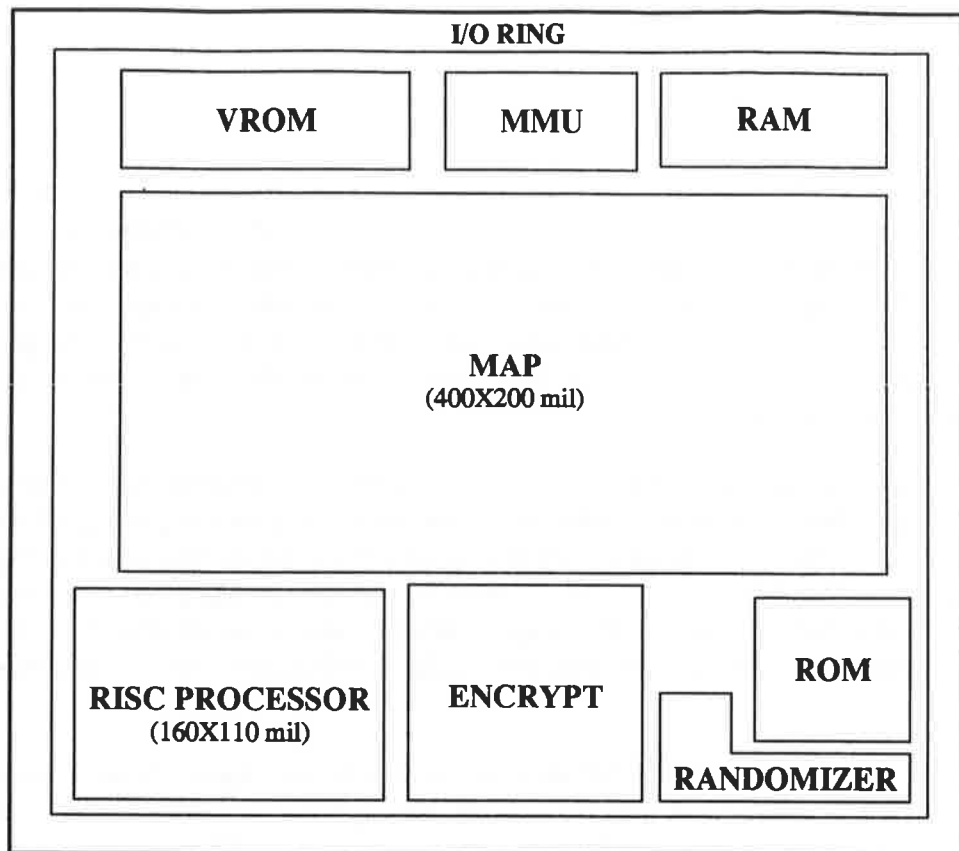 I/O RING
VROM
MMU
RAM
MAP
(400X200 mil)
RISC PROCESSOR
(160X110 mil)
ENCRYPT
ROM
RANDOMIZER